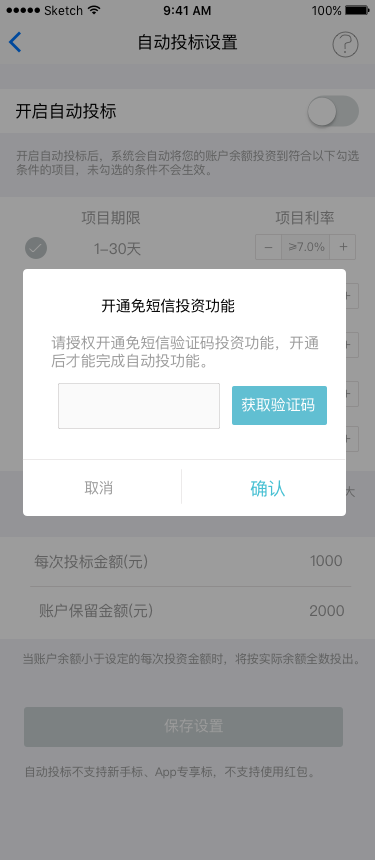 Sketch 9:41 AM 100%
自动投标设置
开启自动投标
开启自动投标后，系统会自动将您的账户余额投资到符合以下勾选
条件的项目，未勾选的条件不会生效。
项目期限 项目利率
1-30天 − ≥7.0% +
+
开通免短信投资功能
请授权开通免短信验证码投资功能，开通
后才能完成自动投功能。
+
+
获取验证码
+
取消 确认
大
每次投标金额(元) 1000
账户保留金额(元) 2000
当账户余额小于设定的每次投资金额时，将按实际余额全数投出。
保存设置
自动投标不支持新手标、App专享标，不支持使用红包。